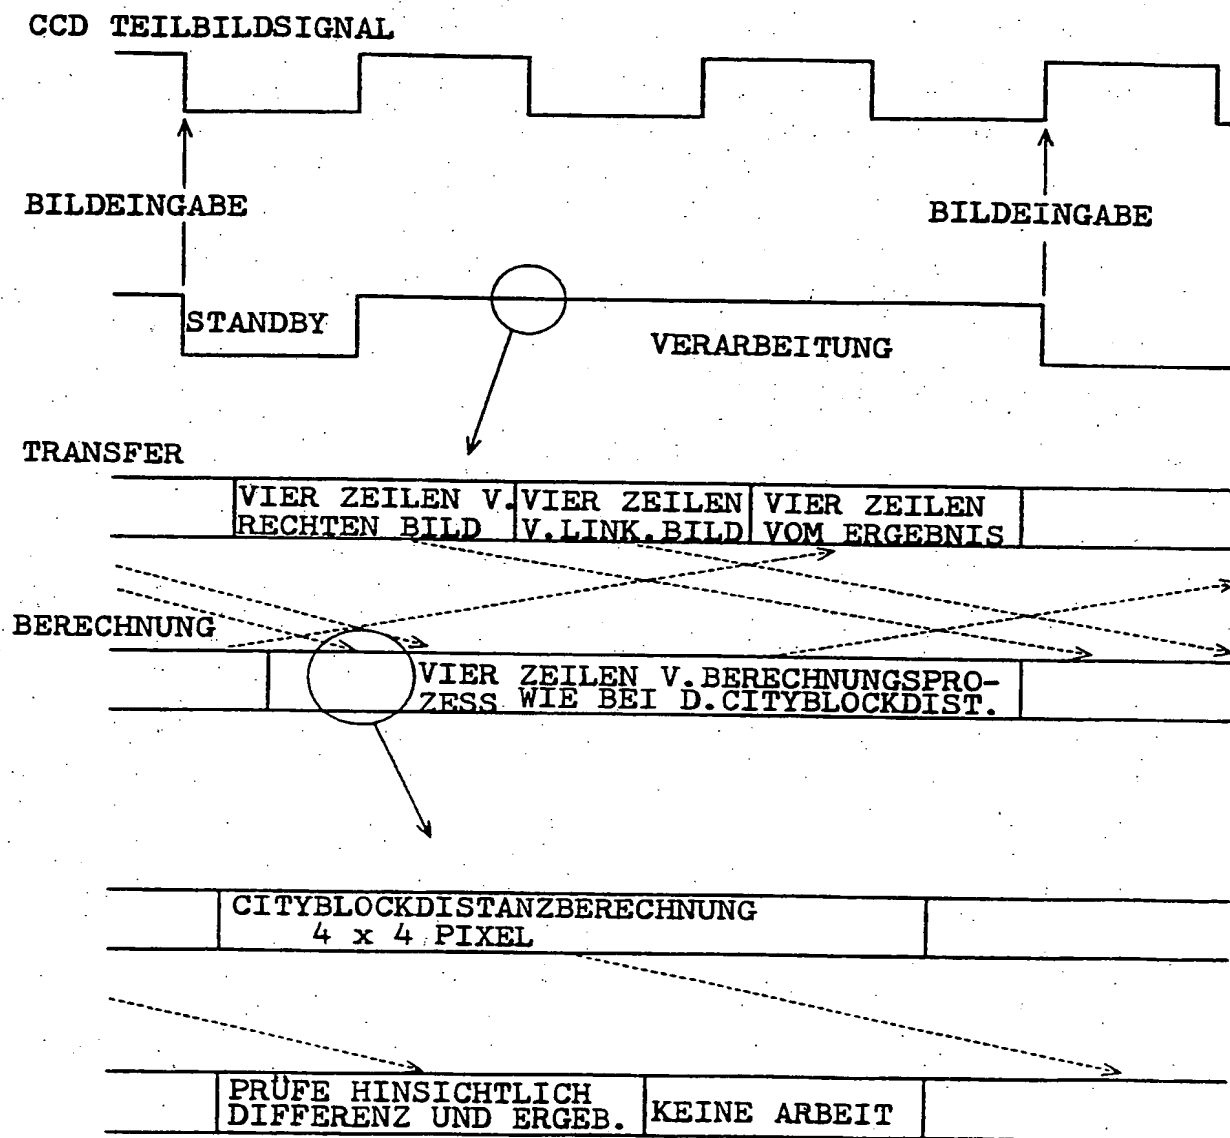 CCD TEILBILDSIGNAL
BILDEINGABE
BILDEINGABE
STANDBY
VERARBEITUNG
TRANSFER
VIER ZEILEN V.
RECHTEN BILD
VIER ZEILEN
V.LINK.BILD
VIER ZEILEN
VOM ERGEBNIS
BERECHNUNG
VIER ZEILEN V.BERECHNUNGSPRO-
ZESS WIE BEI D.CITYBLOCKDIST.
CITYBLOCKDISTANZBERECHNUNG
4 x 4 PIXEL
PRÜFE HINSICHTLICH
DIFFERENZ UND ERGEB.
KEINE ARBEIT